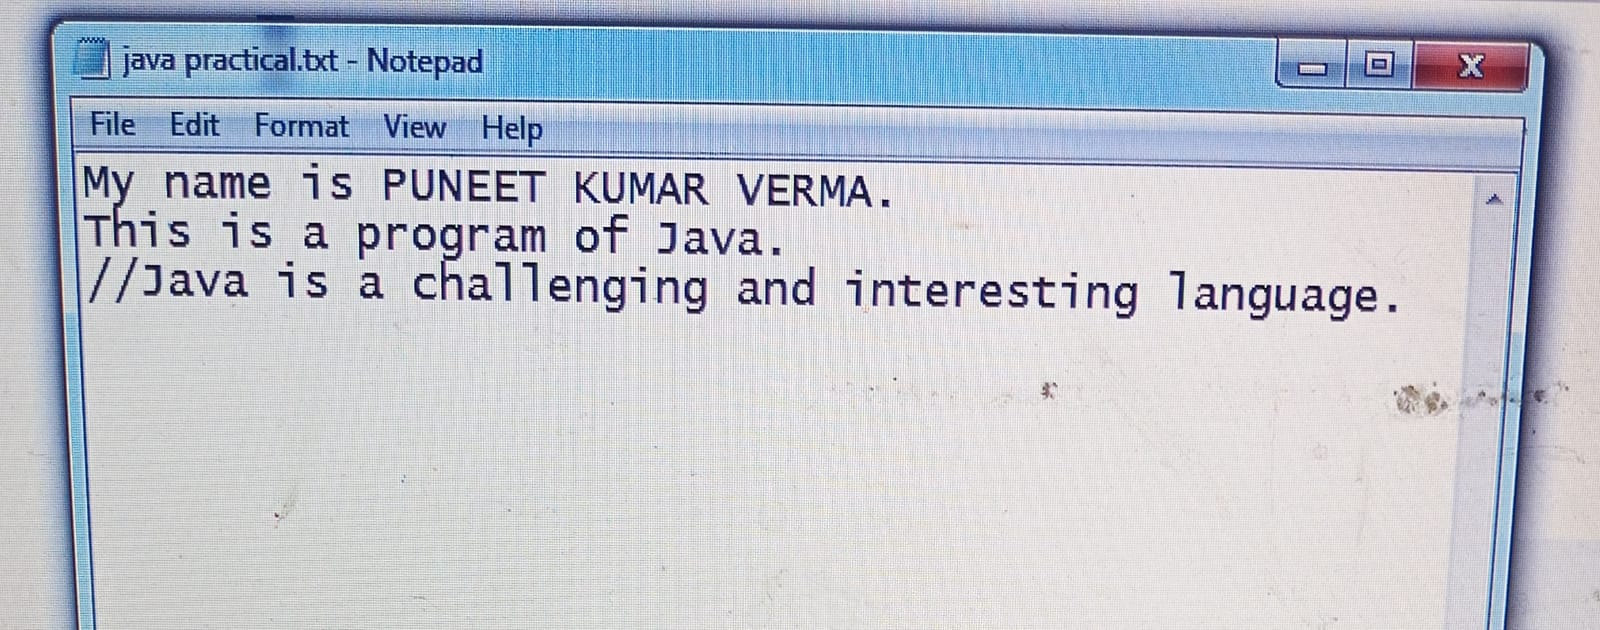 java practical.txt - Notepad
File Edit Format View Help
My name is PUNEET KUMAR VERMA.
This is a program of Java.
//Java is a challenging and interesting language.